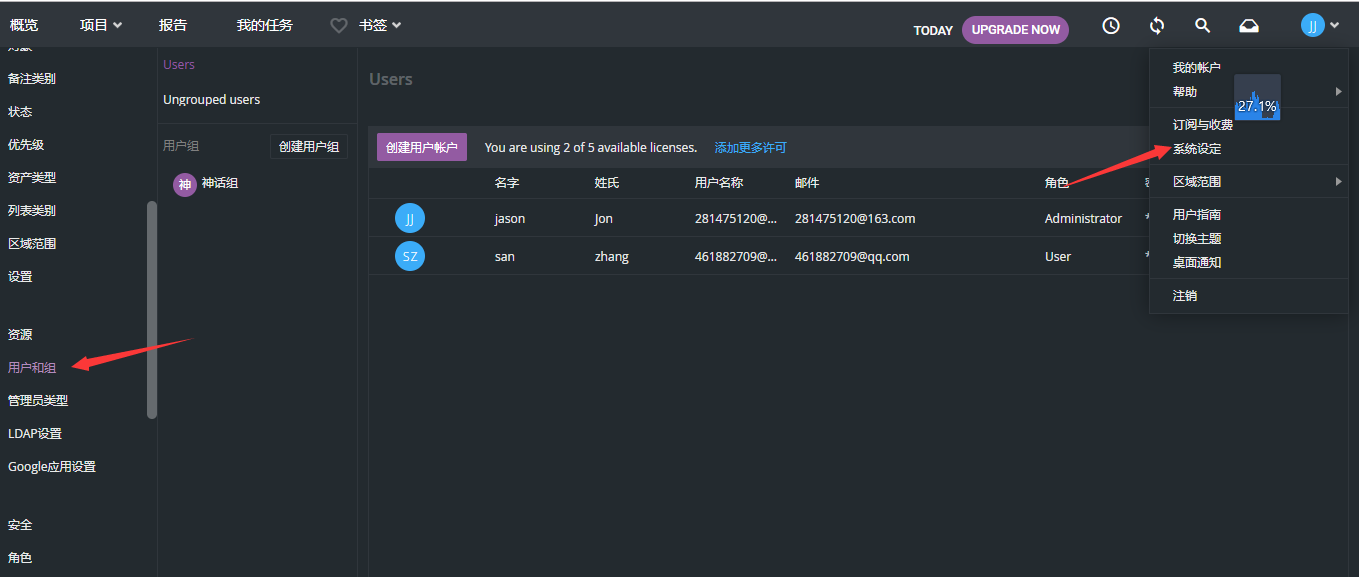 概览 项目 报告 我的任务 书签 TODAY UPGRADE NOW JJ
对象
备注类别
状态
优先级
资产类型
列表类别
区域范围
设置
资源
用户和组
管理员类型
LDAP设置
Google应用设置
安全
角色
Users
Ungrouped users
用户组 创建用户组
神 神话组
Users
创建用户帐户 You are using 2 of 5 available licenses. 添加更多许可
名字 姓氏 用户名称 邮件 角色
JJ jason Jon 281475120@... 281475120@163.com Administrator *
SZ san zhang 461882709@... 461882709@qq.com User *
我的帐户
帮助
27.1%
订阅与收费
系统设定
区域范围
用户指南
切换主题
桌面通知
注销